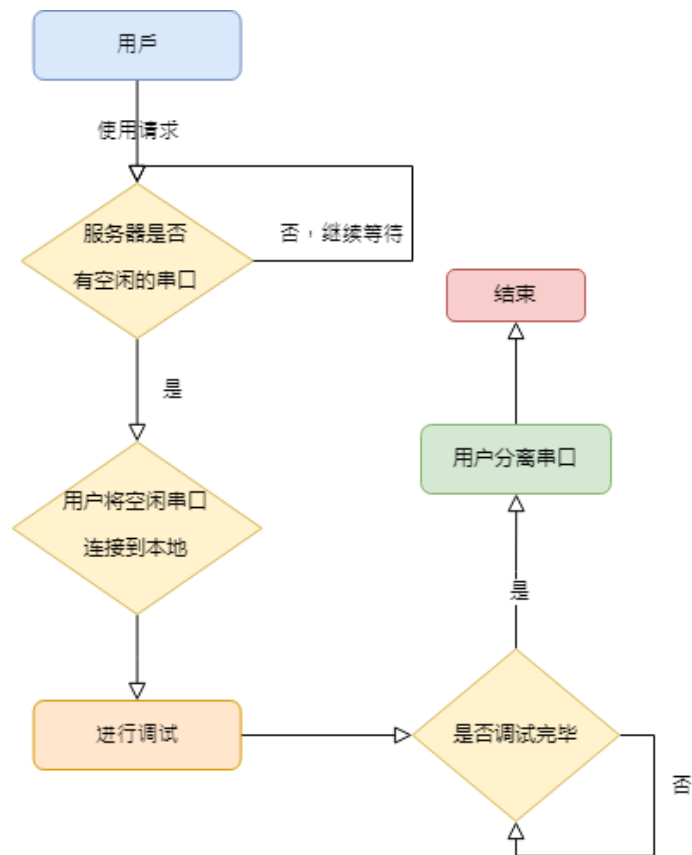 用戶
使用请求
服务器是否
有空闲的串口
否，继续等待
是
用户将空闲串口
连接到本地
进行调试
是否调试完毕
否
是
用户分离串口
结束